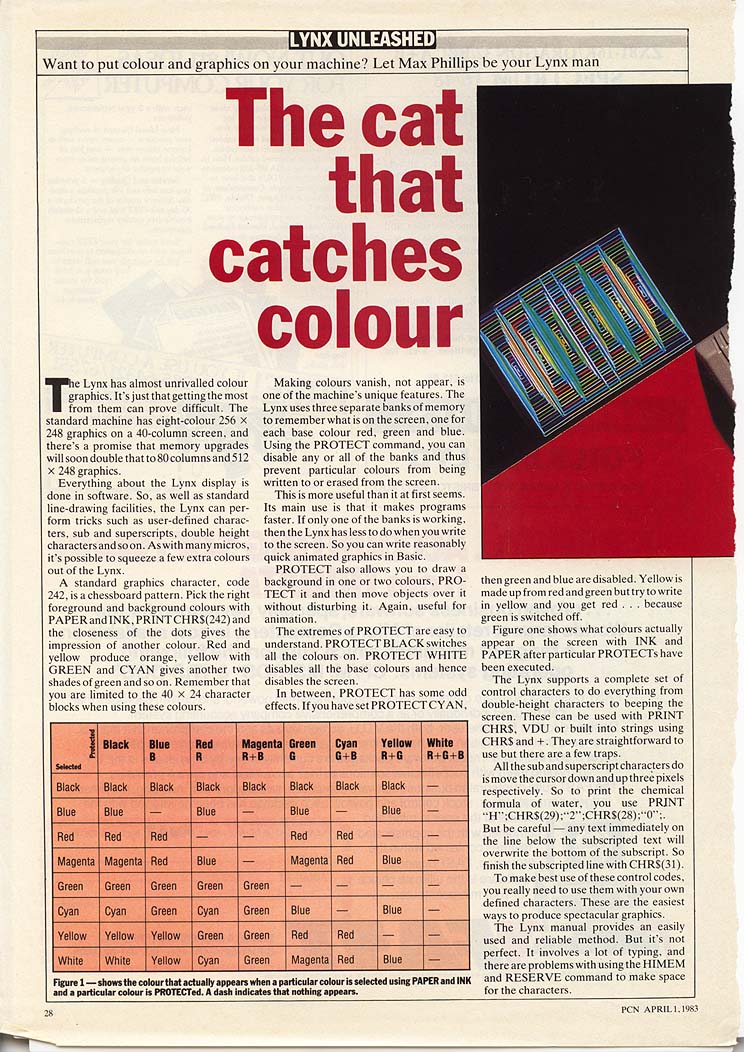 LYNX UNLEASHED
Want to put colour and graphics on your machine? Let Max Phillips be your Lynx man
The cat
that
catches
colour
The Lynx has almost unrivalled colour
graphics. It's just that getting the most
from them can prove difficult. The
standard machine has eight-colour 256 ×
248 graphics on a 40-column screen, and
there's a promise that memory upgrades
will soon double that to 80 columns and 512
× 248 graphics.
Everything about the Lynx display is
done in software. So, as well as standard
line-drawing facilities, the Lynx can per-
form tricks such as user-defined charac-
ters, sub and superscripts, double height
characters and so on. As with many micros,
it's possible to squeeze a few extra colours
out of the Lynx.
A standard graphics character, code
242, is a chessboard pattern. Pick the right
foreground and background colours with
PAPER and INK, PRINT CHR$(242) and
the closeness of the dots gives the
impression of another colour. Red and
yellow produce orange, yellow with
GREEN and CYAN gives another two
shades of green and so on. Remember that
you are limited to the 40 × 24 character
blocks when using these colours.
Making colours vanish, not appear, is
one of the machine's unique features. The
Lynx uses three separate banks of memory
to remember what is on the screen, one for
each base colour red, green and blue.
Using the PROTECT command, you can
disable any or all of the banks and thus
prevent particular colours from being
written to or erased from the screen.
This is more useful than it at first seems.
Its main use is that it makes programs
faster. If only one of the banks is working,
then the Lynx has less to do when you write
to the screen. So you can write reasonably
quick animated graphics in Basic.
PROTECT also allows you to draw a
background in one or two colours, PRO-
TECT it and then move objects over it
without disturbing it. Again, useful for
animation.
The extremes of PROTECT are easy to
understand. PROTECT BLACK switches
all the colours on. PROTECT WHITE
disables all the base colours and hence
disables the screen.
In between, PROTECT has some odd
effects. If you have set PROTECT CYAN,
then green and blue are disabled. Yellow is
made up from red and green but try to write
in yellow and you get red . . . because
green is switched off.
Figure one shows what colours actually
appear on the screen with INK and
PAPER after particular PROTECTs have
been executed.
The Lynx supports a complete set of
control characters to do everything from
double-height characters to beeping the
screen. These can be used with PRINT
CHR$, VDU or built into strings using
CHR$ and +. They are straightforward to
use but there are a few traps.
All the sub and superscript characters do
is move the cursor down and up three pixels
respectively. So to print the chemical
formula of water, you use PRINT
"H";CHR$(29);"2";CHR$(28);"0";.
But be careful — any text immediately on
the line below the subscripted text will
overwrite the bottom of the subscript. So
finish the subscripted line with CHR$(31).
To make best use of these control codes,
you really need to use them with your own
defined characters. These are the easiest
ways to produce spectacular graphics.
The Lynx manual provides an easily
used and reliable method. But it's not
perfect. It involves a lot of typing, and
there are problems with using the HIMEM
and RESERVE command to make space
for the characters.
Selected Protected Black Blue B Red R Magenta R+B Green G Cyan G+B Yellow R+G White R+G+B
Black Black Black Black Black Black Black Black —
Blue Blue — Blue — Blue — Blue —
Red Red Red — — Red Red — —
Magenta Magenta Red Blue — Magenta Red Blue —
Green Green Green Green Green — — — —
Cyan Cyan Green Cyan Green Blue — Blue —
Yellow Yellow Yellow Green Green Red Red — —
White White Yellow Cyan Green Magenta Red Blue —
Figure 1 — shows the colour that actually appears when a particular colour is selected using PAPER and INK
and a particular colour is PROTECTed. A dash indicates that nothing appears.
28
PCN APRIL 1, 1983